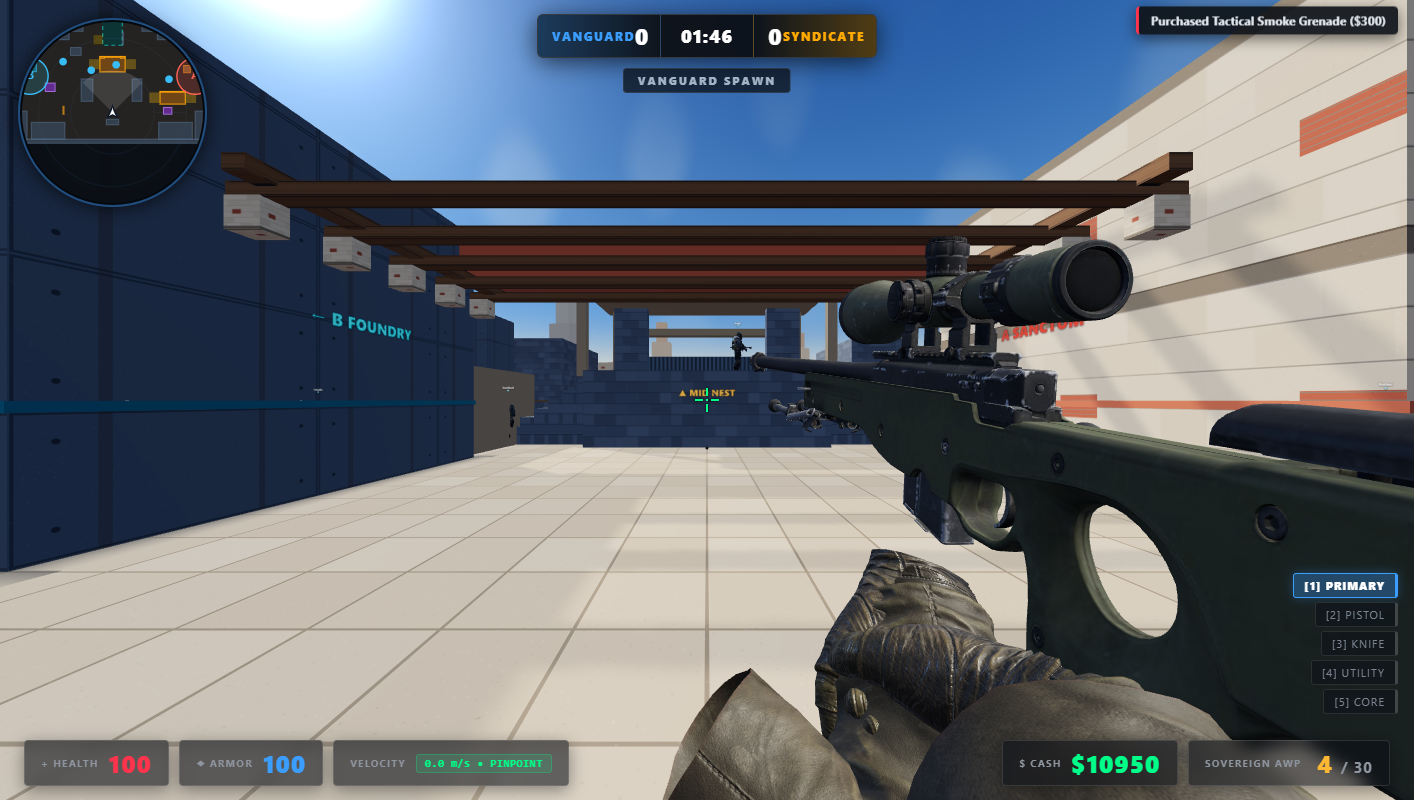 Purchased Tactical Smoke Grenade ($300)
VANGUARD 0
01:46
0 SYNDICATE
VANGUARD SPAWN
← B FOUNDRY
A SANCTUM
▲ MID NEST
[1] PRIMARY
[2] PISTOL
[3] KNIFE
[4] UTILITY
[5] CORE
+ HEALTH 100
◆ ARMOR 100
VELOCITY 0.0 m/s • PINPOINT
$ CASH $10950
SOVEREIGN AWP 4 / 30